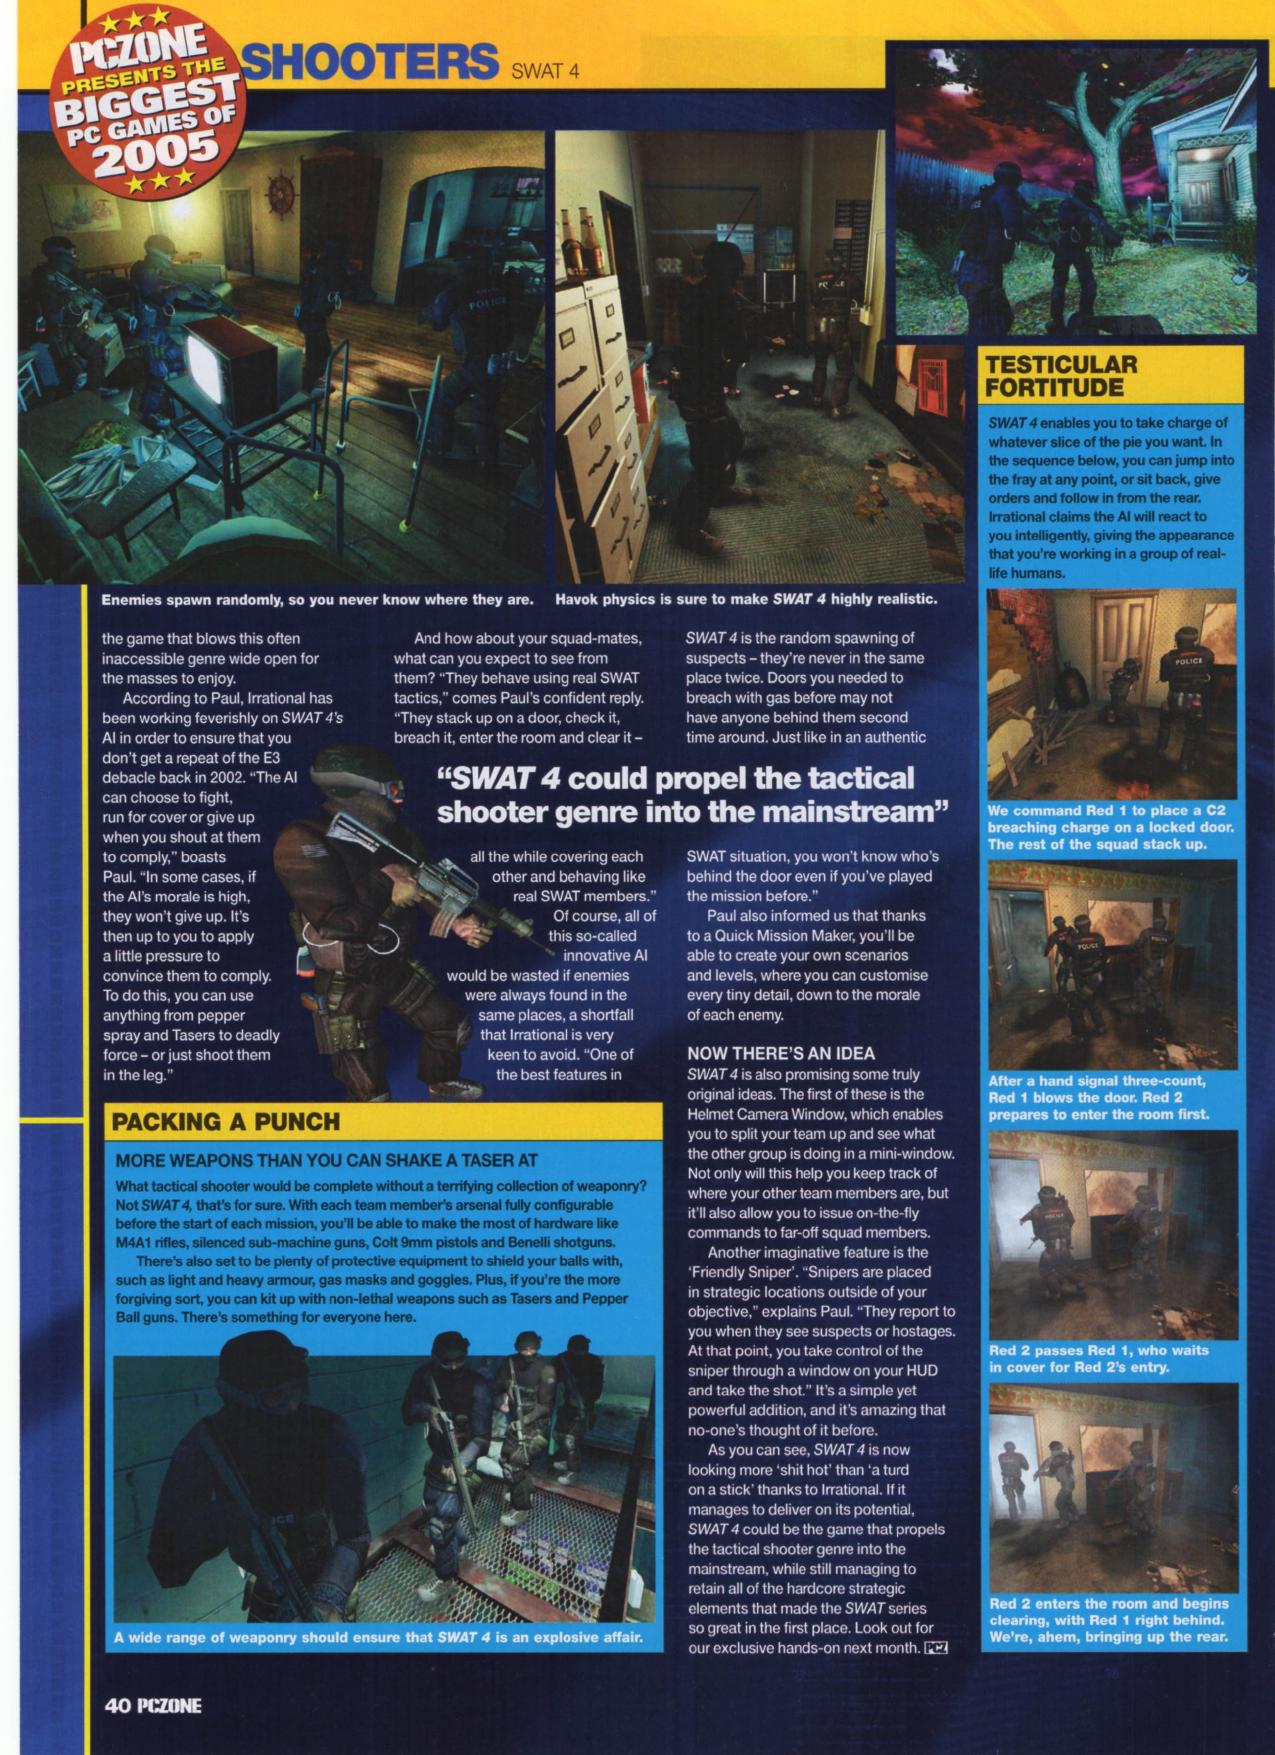 PCZONE
PRESENTS THE
BIGGEST
PC GAMES OF
2005
SHOOTERS SWAT 4
Enemies spawn randomly, so you never know where they are.
Havok physics is sure to make SWAT 4 highly realistic.
the game that blows this often
inaccessible genre wide open for
the masses to enjoy.
According to Paul, Irrational has
been working feverishly on SWAT 4's
AI in order to ensure that you
don't get a repeat of the E3
debacle back in 2002. "The AI
can choose to fight,
run for cover or give up
when you shout at them
to comply," boasts
Paul. "In some cases, if
the AI's morale is high,
they won't give up. It's
then up to you to apply
a little pressure to
convince them to comply.
To do this, you can use
anything from pepper
spray and Tasers to deadly
force – or just shoot them
in the leg."
And how about your squad-mates,
what can you expect to see from
them? "They behave using real SWAT
tactics," comes Paul's confident reply.
"They stack up on a door, check it,
breach it, enter the room and clear it –
"SWAT 4 could propel the tactical
shooter genre into the mainstream"
all the while covering each
other and behaving like
real SWAT members."
Of course, all of
this so-called
innovative AI
would be wasted if enemies
were always found in the
same places, a shortfall
that Irrational is very
keen to avoid. "One of
the best features in
SWAT 4 is the random spawning of
suspects – they're never in the same
place twice. Doors you needed to
breach with gas before may not
have anyone behind them second
time around. Just like in an authentic
SWAT situation, you won't know who's
behind the door even if you've played
the mission before."
Paul also informed us that thanks
to a Quick Mission Maker, you'll be
able to create your own scenarios
and levels, where you can customise
every tiny detail, down to the morale
of each enemy.
NOW THERE'S AN IDEA
SWAT 4 is also promising some truly
original ideas. The first of these is the
Helmet Camera Window, which enables
you to split your team up and see what
the other group is doing in a mini-window.
Not only will this help you keep track of
where your other team members are, but
it'll also allow you to issue on-the-fly
commands to far-off squad members.
Another imaginative feature is the
'Friendly Sniper'. "Snipers are placed
in strategic locations outside of your
objective," explains Paul. "They report to
you when they see suspects or hostages.
At that point, you take control of the
sniper through a window on your HUD
and take the shot." It's a simple yet
powerful addition, and it's amazing that
no-one's thought of it before.
As you can see, SWAT 4 is now
looking more 'shit hot' than 'a turd
on a stick' thanks to Irrational. If it
manages to deliver on its potential,
SWAT 4 could be the game that propels
the tactical shooter genre into the
mainstream, while still managing to
retain all of the hardcore strategic
elements that made the SWAT series
so great in the first place. Look out for
our exclusive hands-on next month. PCZ
PACKING A PUNCH
MORE WEAPONS THAN YOU CAN SHAKE A TASER AT
What tactical shooter would be complete without a terrifying collection of weaponry?
Not SWAT 4, that's for sure. With each team member's arsenal fully configurable
before the start of each mission, you'll be able to make the most of hardware like
M4A1 rifles, silenced sub-machine guns, Colt 9mm pistols and Benelli shotguns.
There's also set to be plenty of protective equipment to shield your balls with,
such as light and heavy armour, gas masks and goggles. Plus, if you're the more
forgiving sort, you can kit up with non-lethal weapons such as Tasers and Pepper
Ball guns. There's something for everyone here.
A wide range of weaponry should ensure that SWAT 4 is an explosive affair.
TESTICULAR
FORTITUDE
SWAT 4 enables you to take charge of
whatever slice of the pie you want. In
the sequence below, you can jump into
the fray at any point, or sit back, give
orders and follow in from the rear.
Irrational claims the AI will react to
you intelligently, giving the appearance
that you're working in a group of real-
life humans.
POLICE
We command Red 1 to place a C2
breaching charge on a locked door.
The rest of the squad stack up.
After a hand signal three-count,
Red 1 blows the door. Red 2
prepares to enter the room first.
Red 2 passes Red 1, who waits
in cover for Red 2's entry.
Red 2 enters the room and begins
clearing, with Red 1 right behind.
We're, ahem, bringing up the rear.
40 PCZONE